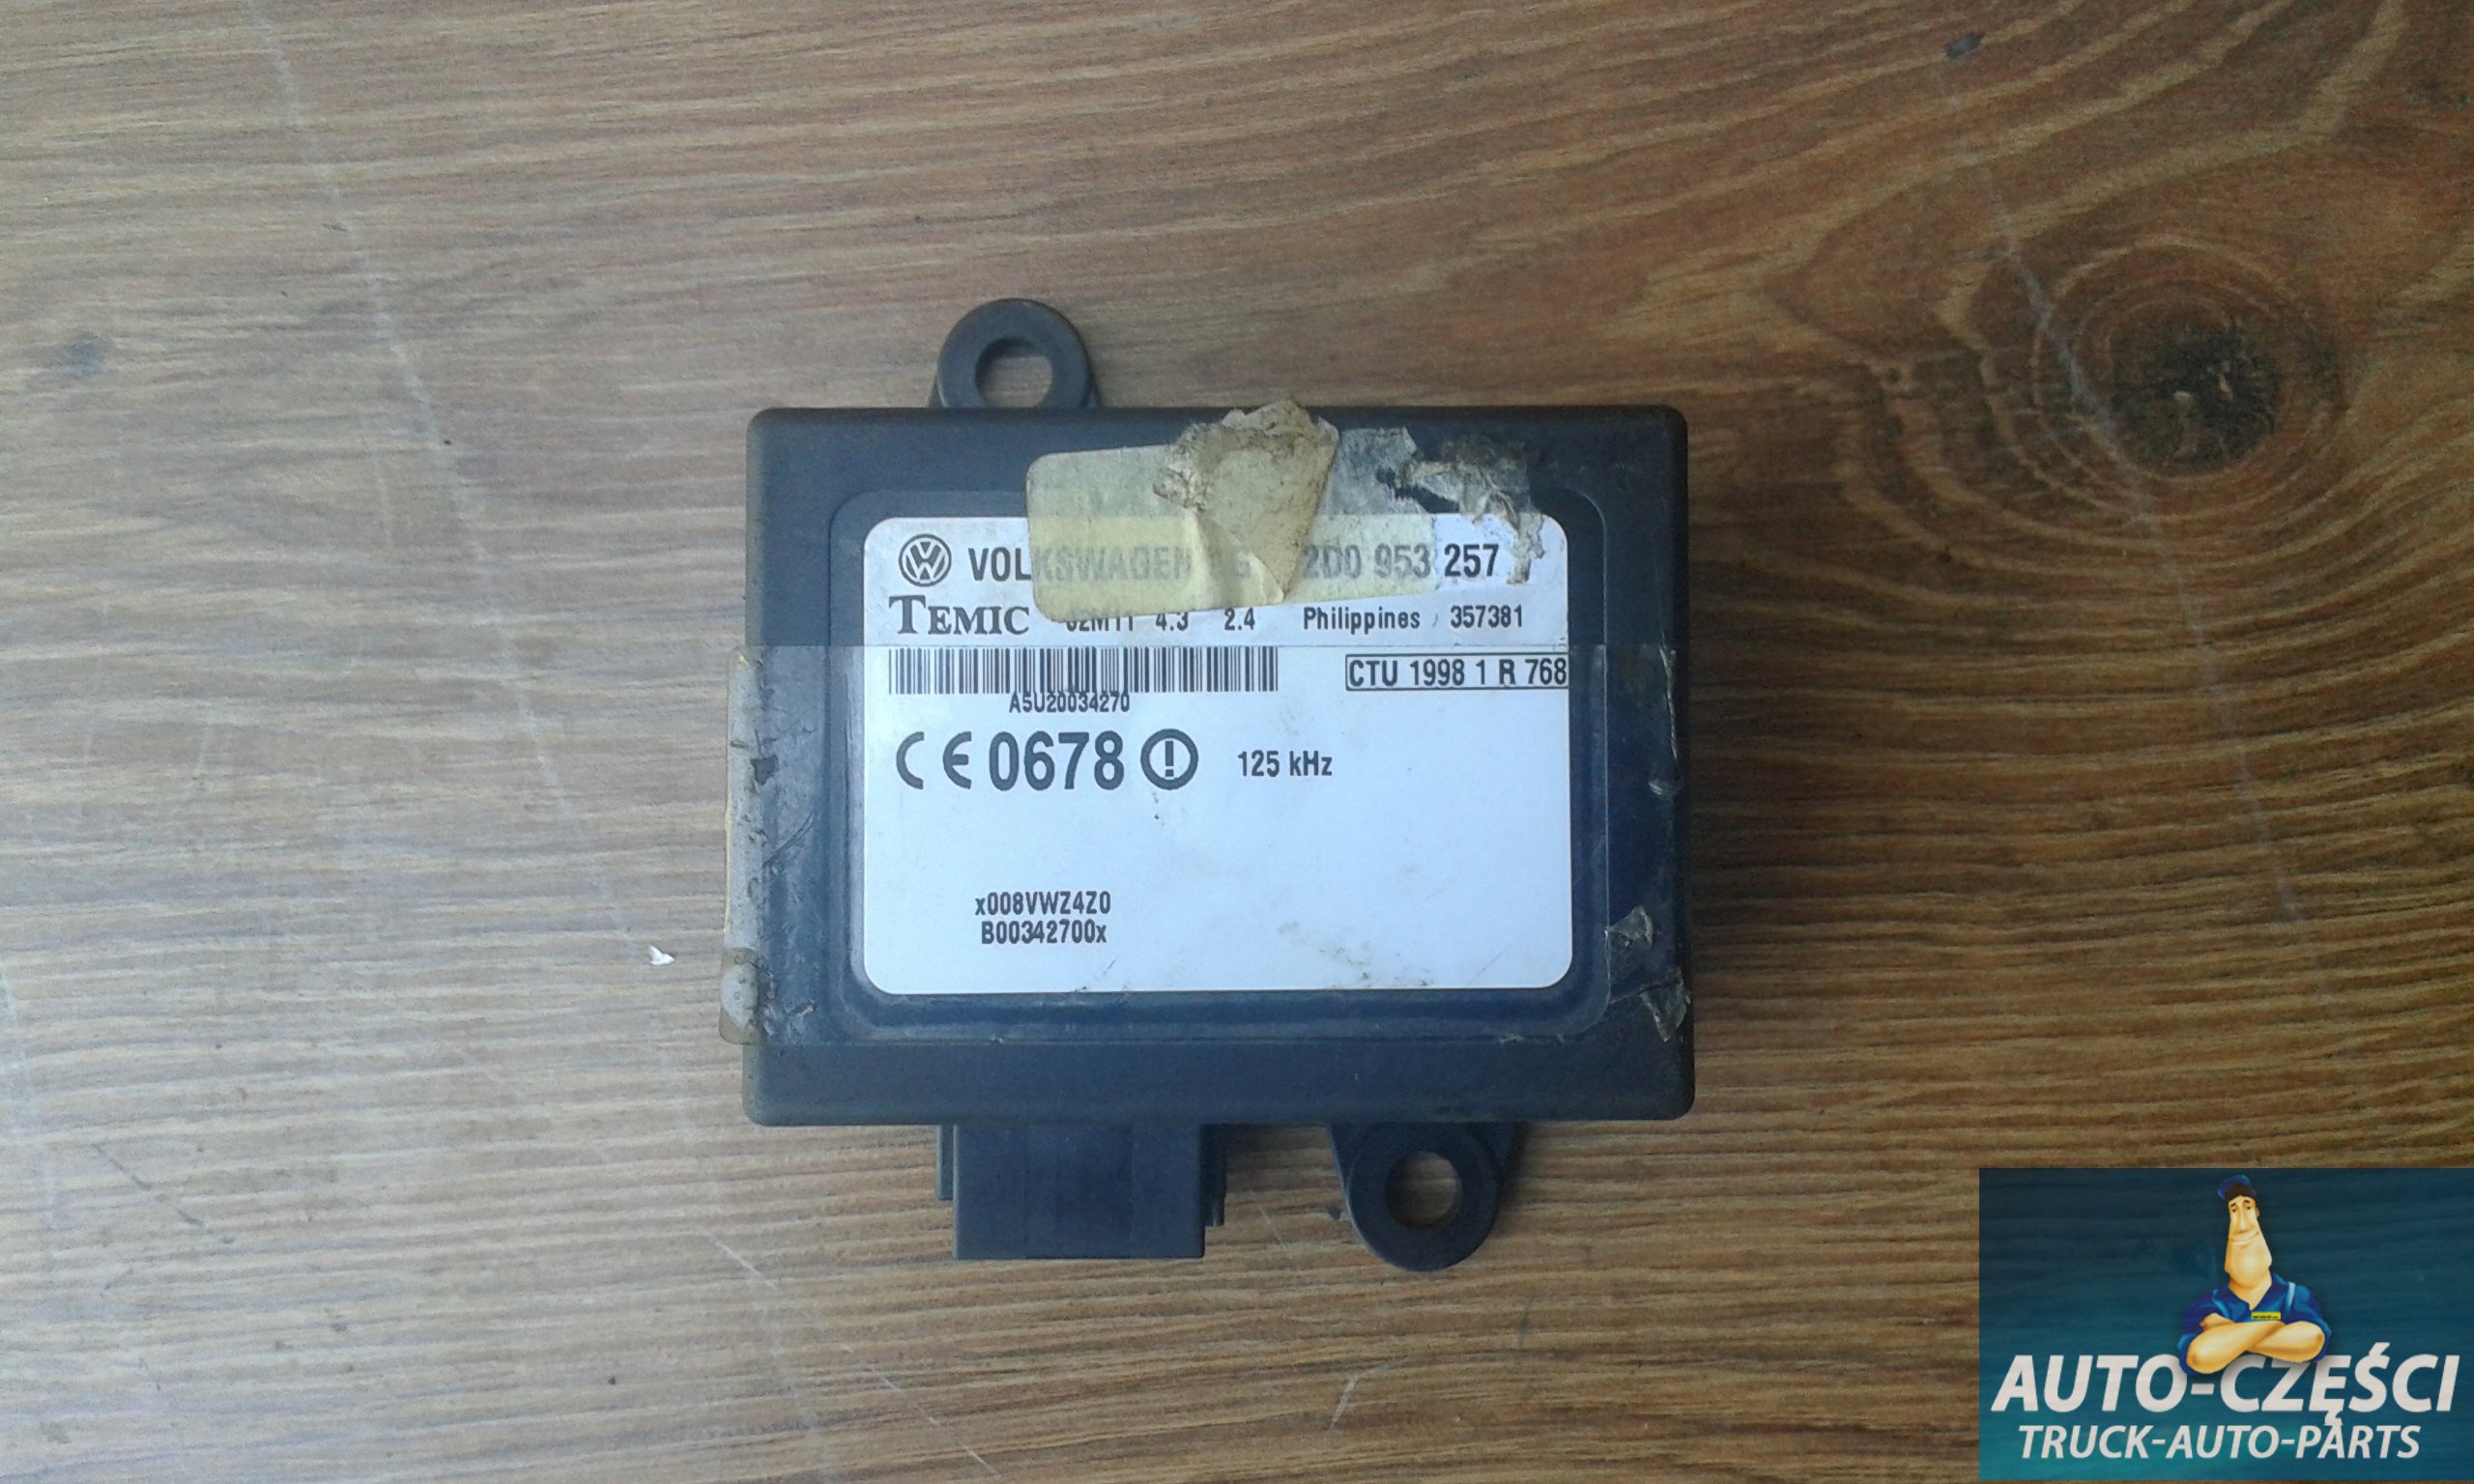 VOLKSWAGEN 2D0 953 257
TEMIC 4.3 2.4 Philippines 357381
CTU 1998 1 R 768
A5U20034270
CE 0678 125 kHz
x008VWZ4Z0
B00342700x
AUTO-CZĘŚCI
TRUCK-AUTO-PARTS